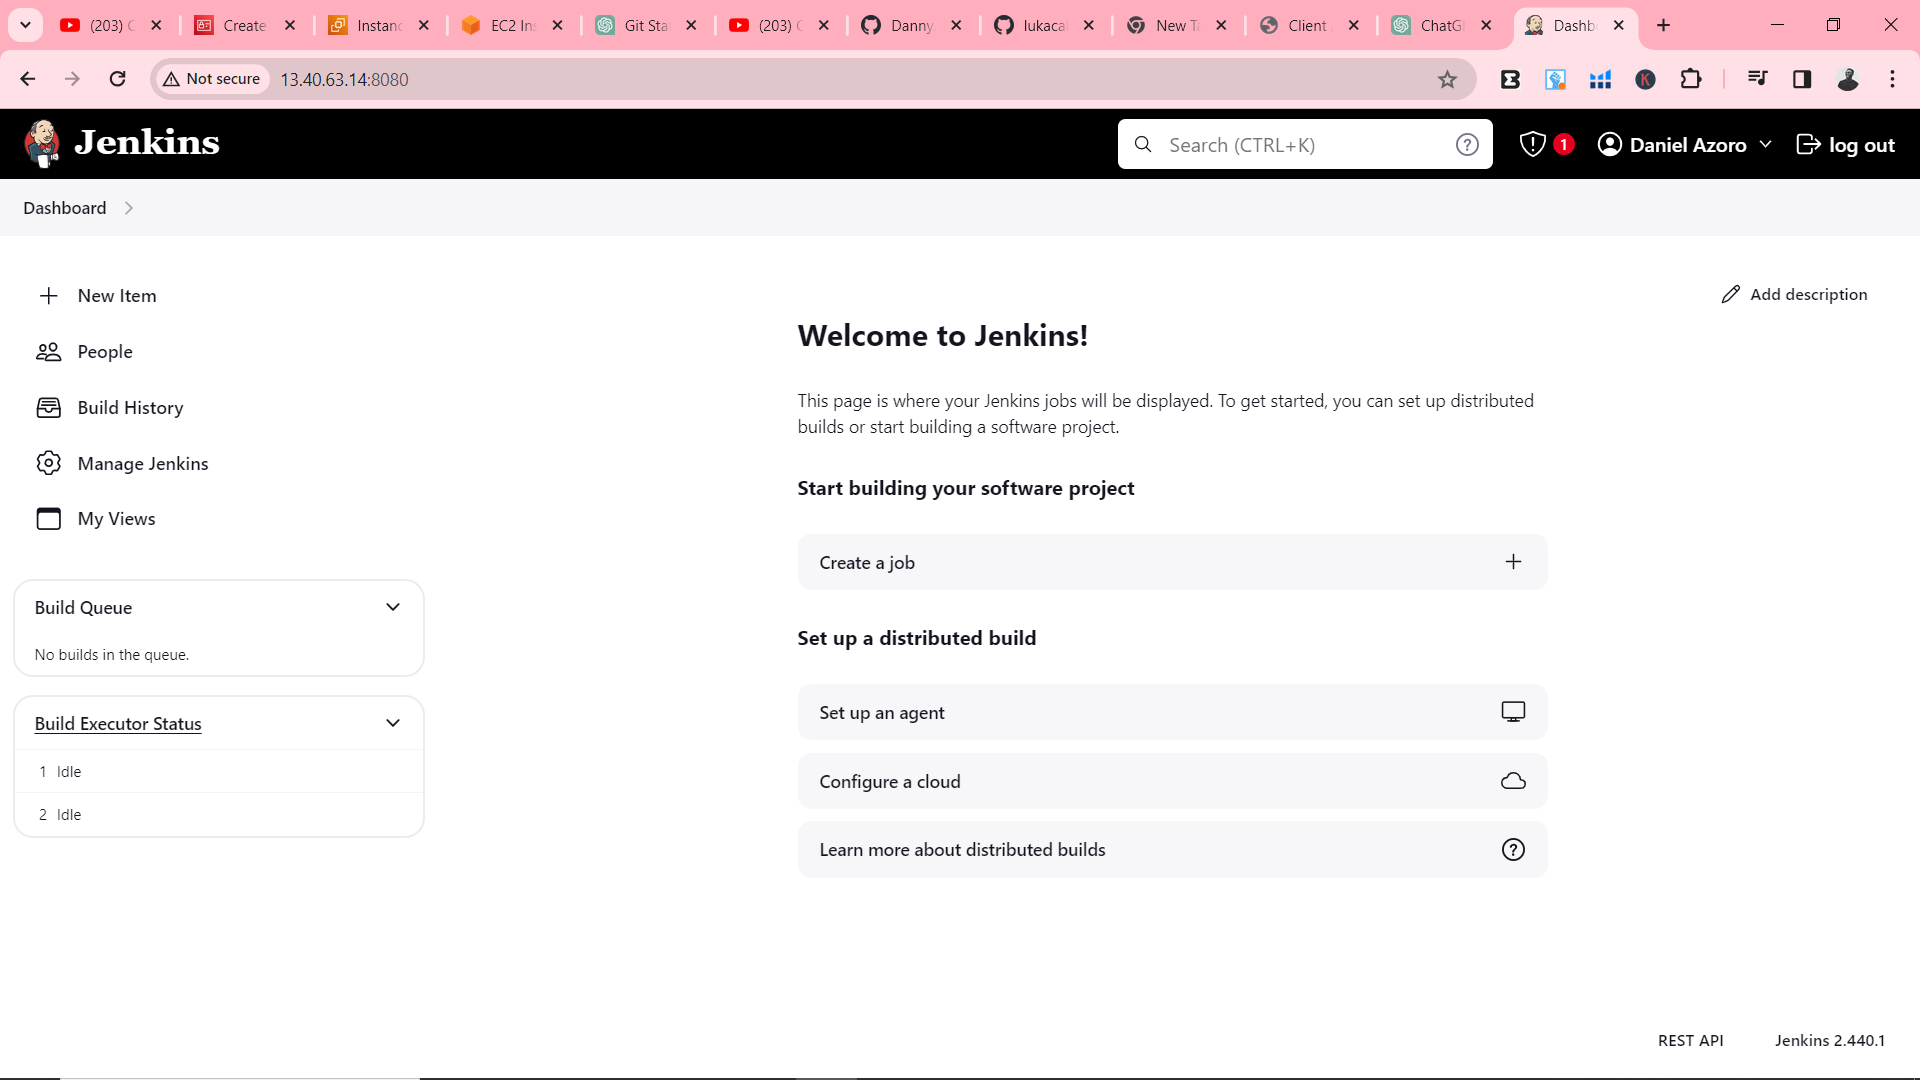 (203) C
Create
Instanc
EC2 Ins
Git Sta
(203) C
Danny
lukaca
New Ta
Client
ChatG
Dashb
Not secure
13.40.63.14:8080
K
Jenkins
Search (CTRL+K)
?
1
Daniel Azoro
log out
Dashboard
New Item
People
Build History
Manage Jenkins
My Views
Add description
Welcome to Jenkins!
This page is where your Jenkins jobs will be displayed. To get started, you can set up distributed
builds or start building a software project.
Start building your software project
Create a job
Set up a distributed build
Set up an agent
Configure a cloud
Learn more about distributed builds
?
Build Queue
No builds in the queue.
Build Executor Status
1 Idle
2 Idle
REST API
Jenkins 2.440.1